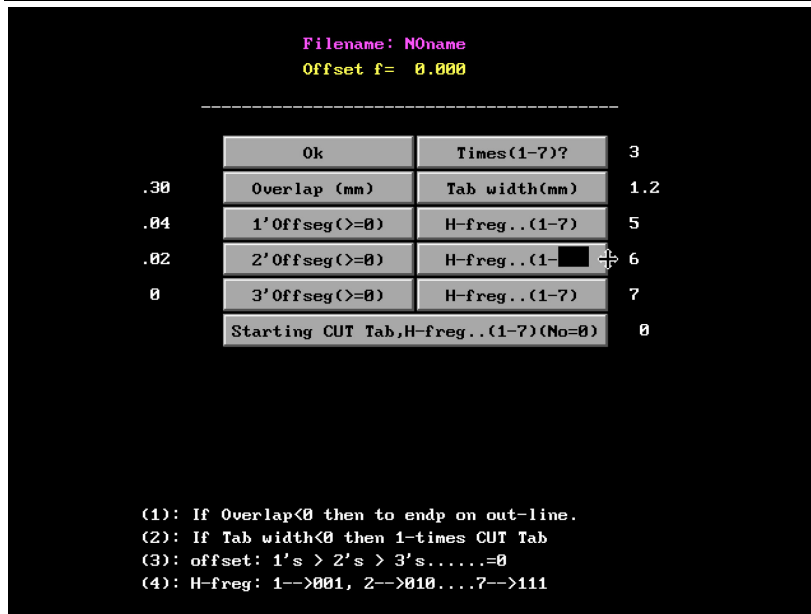 Filename: NOname
Offset f= 0.000
Ok Times(1-7)? 3
.30 Overlap (mm) Tab width(mm) 1.2
.04 1'Offseg(>=0) H-freg..(1-7) 5
.02 2'Offseg(>=0) H-freg..(1- 6
0 3'Offseg(>=0) H-freg..(1-7) 7
Starting CUT Tab,H-freg..(1-7)(No=0) 0
(1): If Overlap<0 then to endp on out-line.
(2): If Tab width<0 then 1-times CUT Tab
(3): offset: 1's > 2's > 3's......=0
(4): H-freg: 1-->001, 2-->010....7-->111